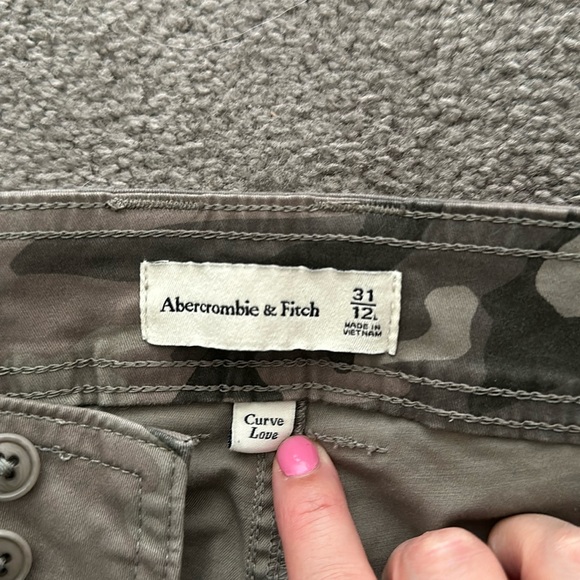 Abercrombie & Fitch
31
12L
MADE IN
VIETNAM
Curve
Love